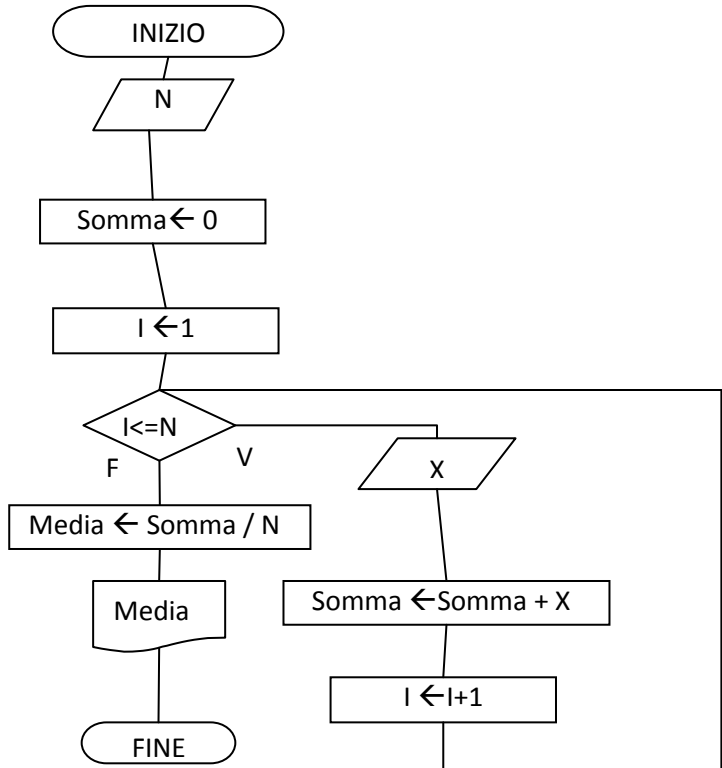 INIZIO
N
Somma← 0
I ←1
I<=N
F
V
X
Media ← Somma / N
Somma ←Somma + X
Media
I ←I+1
FINE